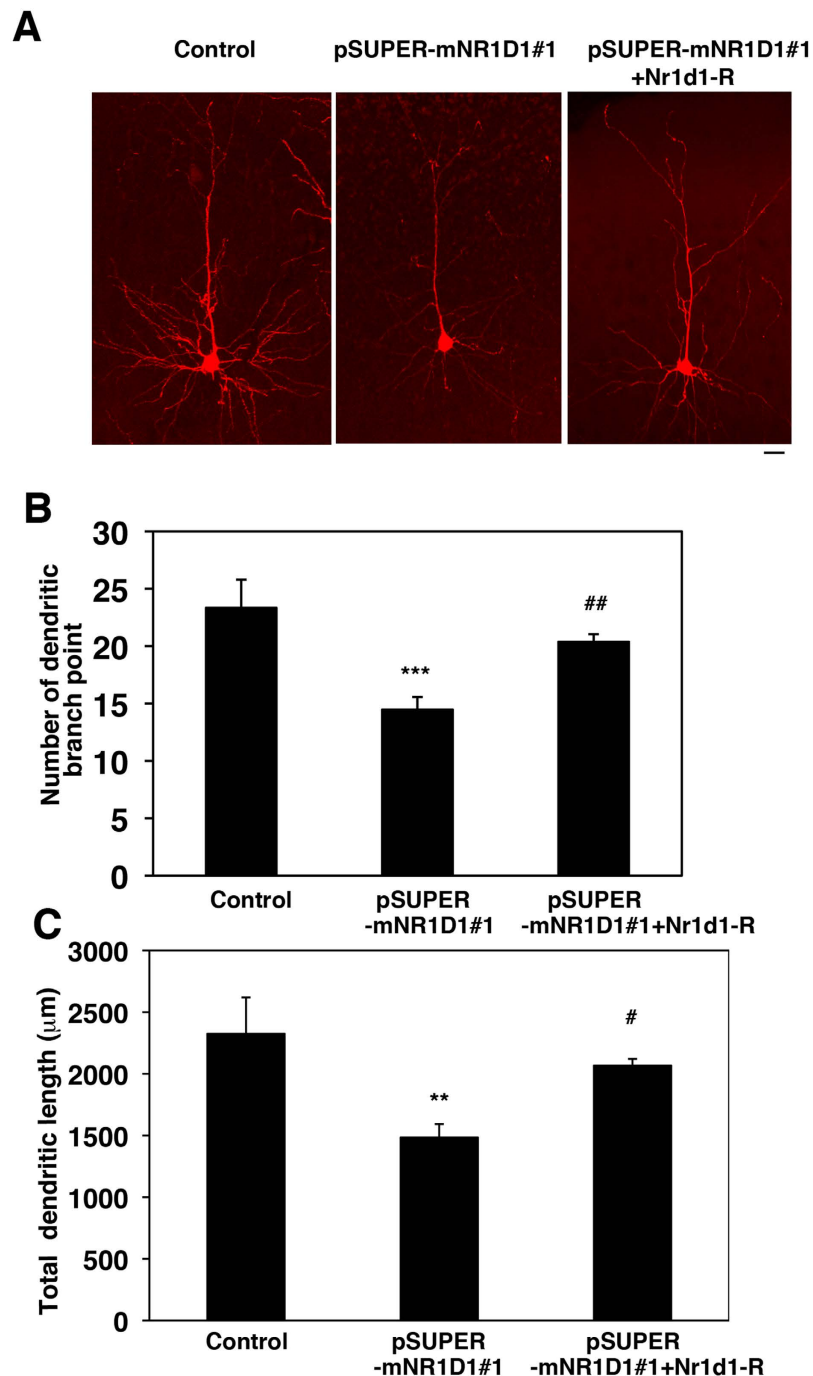 A
Control pSUPER-mNR1D1#1 pSUPER-mNR1D1#1
+Nr1d1-R
B
Number of dendritic
branch point
30
25
20
15
10
5
0
***
##
Control pSUPER pSUPER
-mNR1D1#1 -mNR1D1#1+Nr1d1-R
C
Total dendritic length (μm)
3000
2500
2000
1500
1000
500
0
**
#
Control pSUPER pSUPER
-mNR1D1#1 -mNR1D1#1+Nr1d1-R